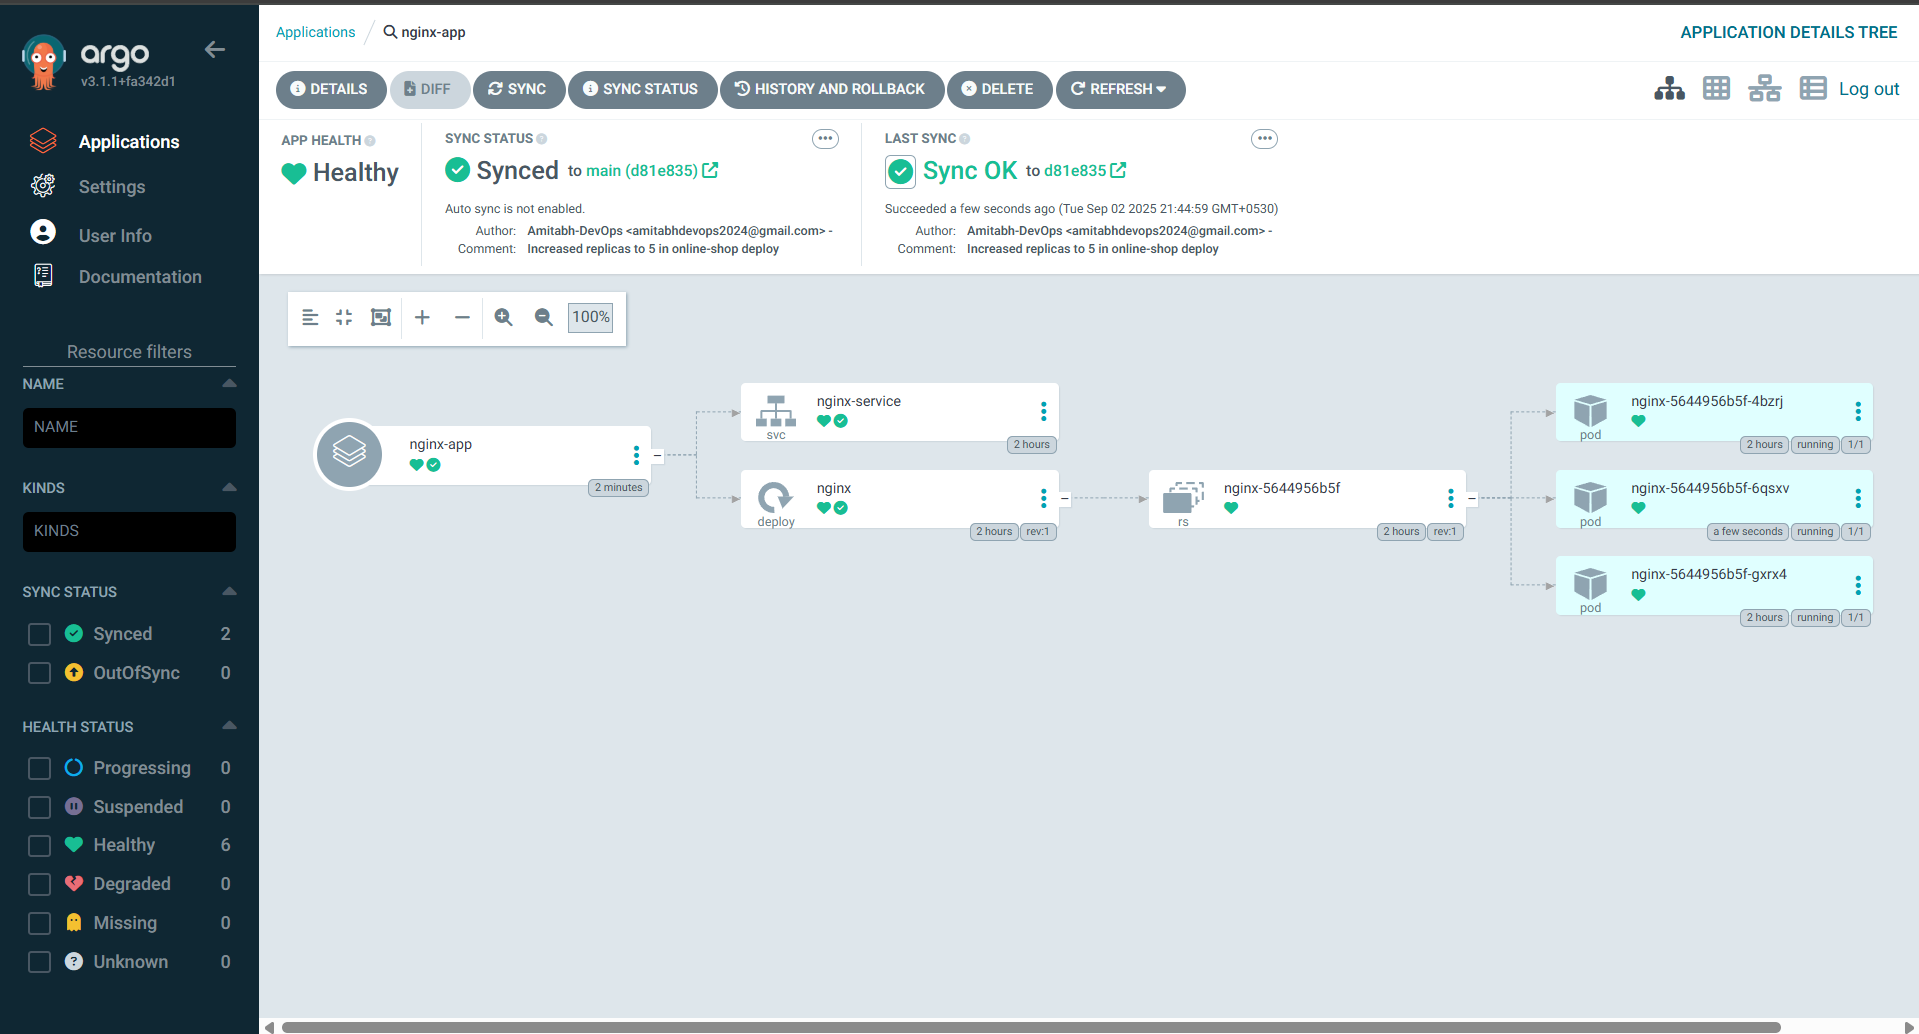 argo
v3.1.1+fa342d1
Applications
Settings
User Info
Documentation
Resource filters
NAME
NAME
KINDS
KINDS
SYNC STATUS
Synced 2
OutOfSync 0
HEALTH STATUS
Progressing 0
Suspended 0
Healthy 6
Degraded 0
Missing 0
Unknown 0
Applications / nginx-app
APPLICATION DETAILS TREE
DETAILS DIFF SYNC SYNC STATUS HISTORY AND ROLLBACK DELETE REFRESH
Log out
APP HEALTH
Healthy
SYNC STATUS
Synced to main (d81e835)
Auto sync is not enabled.
Author: Amitabh-DevOps <amitabhdevops2024@gmail.com> -
Comment: Increased replicas to 5 in online-shop deploy
LAST SYNC
Sync OK to d81e835
Succeeded a few seconds ago (Tue Sep 02 2025 21:44:59 GMT+0530)
Author: Amitabh-DevOps <amitabhdevops2024@gmail.com> -
Comment: Increased replicas to 5 in online-shop deploy
100%
nginx-app
2 minutes
nginx-service
svc
2 hours
nginx
deploy
2 hours rev:1
nginx-5644956b5f
rs
2 hours rev:1
nginx-5644956b5f-4bzrj
pod
2 hours running 1/1
nginx-5644956b5f-6qsxv
pod
a few seconds running 1/1
nginx-5644956b5f-gxrx4
pod
2 hours running 1/1